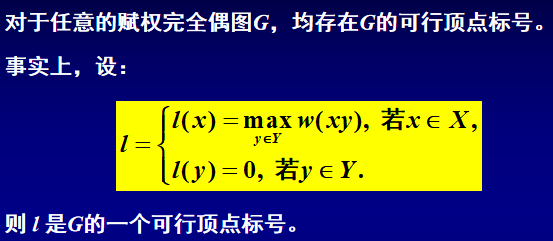 对于任意的赋权完全偶图G，均存在G的可行顶点标号。
事实上，设：
l = { l(x) = max_{y∈Y} w(xy), 若x ∈ X,
l(y) = 0, 若y ∈ Y.
则 l 是G的一个可行顶点标号。